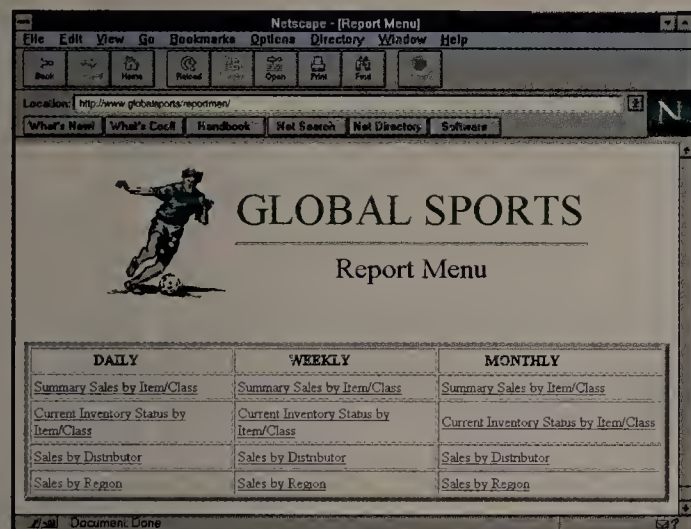 Netscape - [Report Menu]
File Edit View Go Bookmarks Options Directory Window Help
Back Home Reload Open Print Find
Location: http://www.globalsports/reportmen/
What's New! What's Cool! Handbook Net Search Net Directory Software
N
GLOBAL SPORTS
Report Menu
DAILY WEEKLY MONTHLY
Summary Sales by Item/Class Summary Sales by Item/Class Summary Sales by Item/Class
Current Inventory Status by Item/Class Current Inventory Status by Item/Class Current Inventory Status by Item/Class
Sales by Distributor Sales by Distributor Sales by Distributor
Sales by Region Sales by Region Sales by Region
Document Done